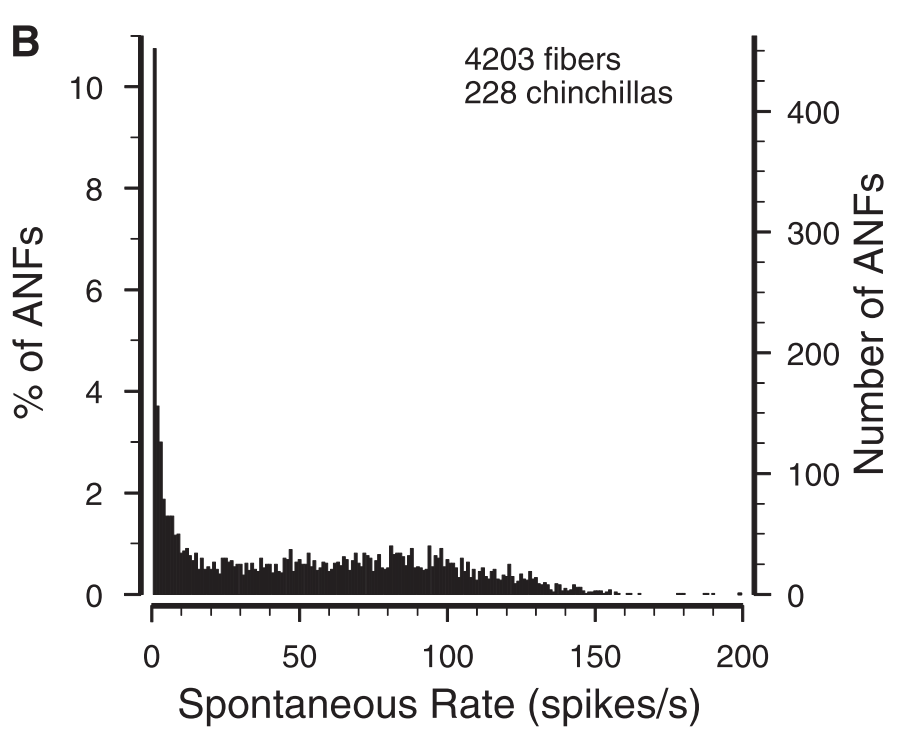 B
4203 fibers
228 chinchillas
% of ANFs
10
8
6
4
2
0
400
300
200
100
0
Number of ANFs
0 50 100 150 200
Spontaneous Rate (spikes/s)